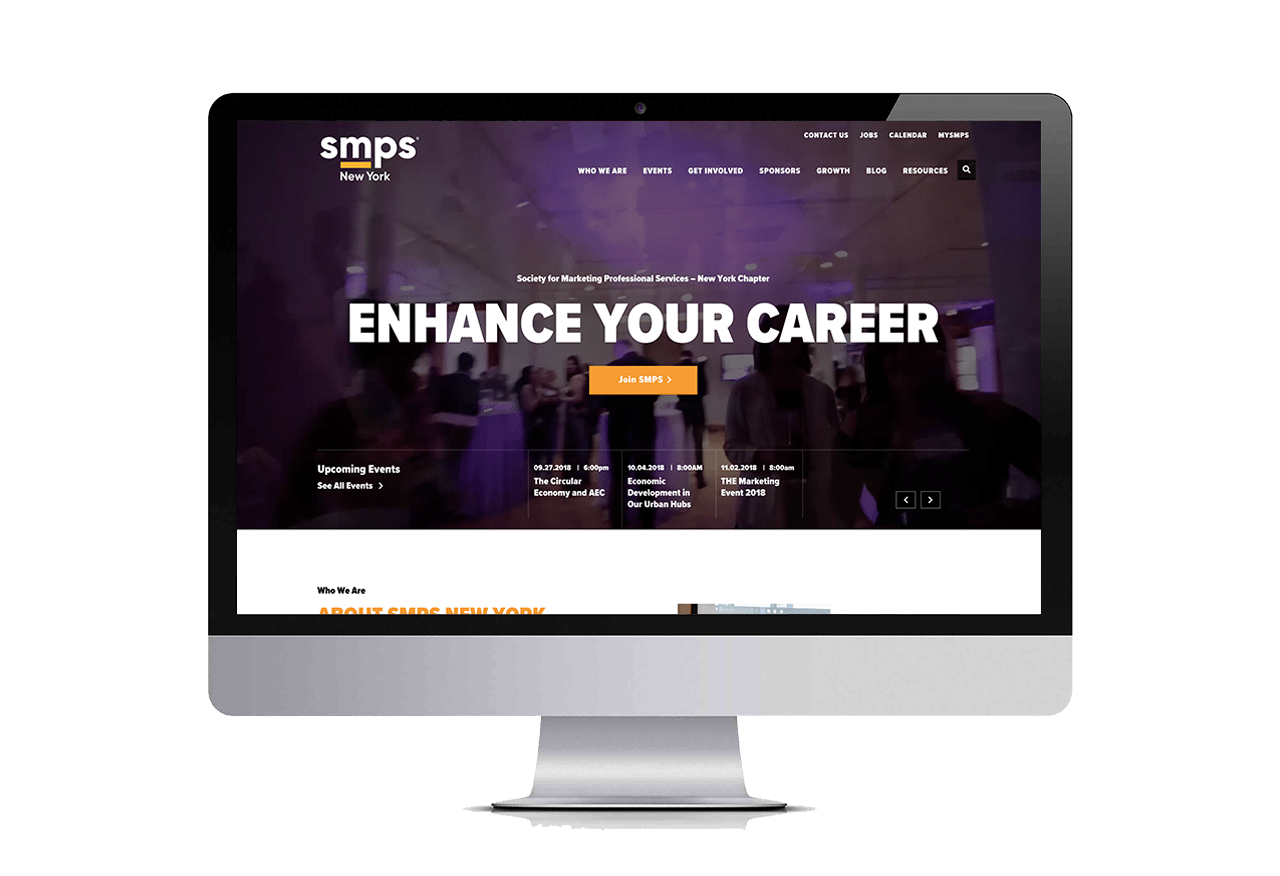 smps®
New York
CONTACT US JOBS CALENDAR MYSMPS
WHO WE ARE EVENTS GET INVOLVED SPONSORS GROWTH BLOG RESOURCES
Society for Marketing Professional Services – New York Chapter
ENHANCE YOUR CAREER
Join SMPS >
Upcoming Events
See All Events >
09.27.2018 | 6:00pm
The Circular
Economy and AEC
10.04.2018 | 8:00AM
Economic
Development in
Our Urban Hubs
11.02.2018 | 8:00am
THE Marketing
Event 2018
Who We Are
ABOUT SMPS NEW YORK